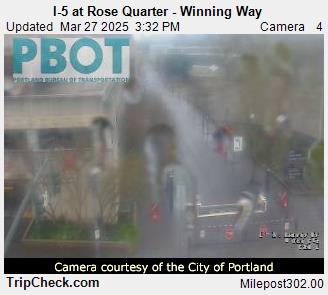 I-5 at Rose Quarter - Winning Way
Updated Mar 27 2025 3:32 PM Camera 4
PBOT
PORTLAND BUREAU OF TRANSPORTATION
Camera courtesy of the City of Portland
TripCheck.com Milepost302.00